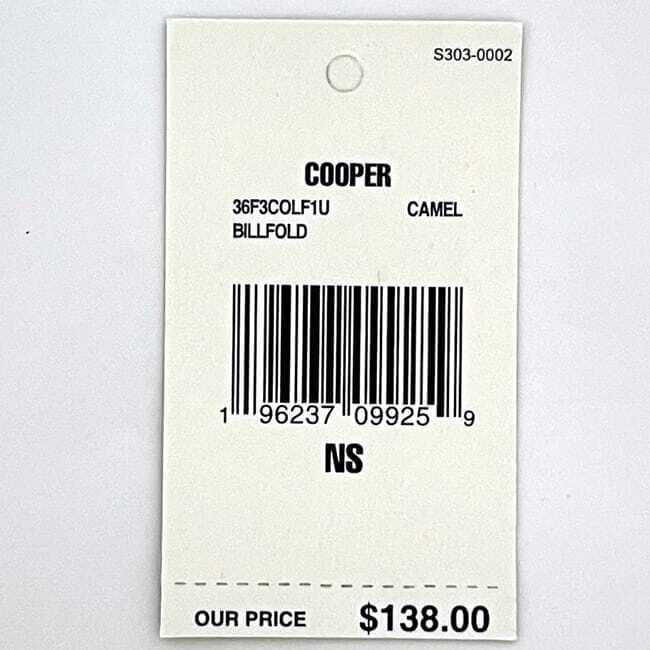 S303-0002
COOPER
36F3COLF1U CAMEL
BILLFOLD
1 96237 09925 9
NS
OUR PRICE $138.00